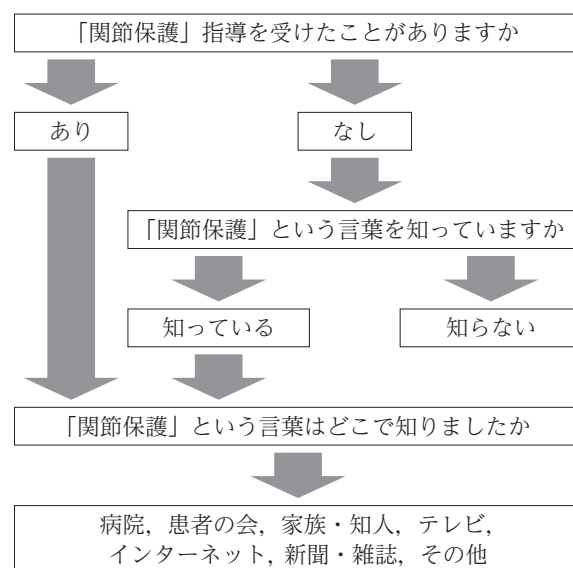 「関節保護」指導を受けたことがありますか
あり
なし
「関節保護」という言葉を知っていますか
知っている
知らない
「関節保護」という言葉はどこで知りましたか
病院，患者の会，家族・知人，テレビ，
インターネット，新聞・雑誌，その他